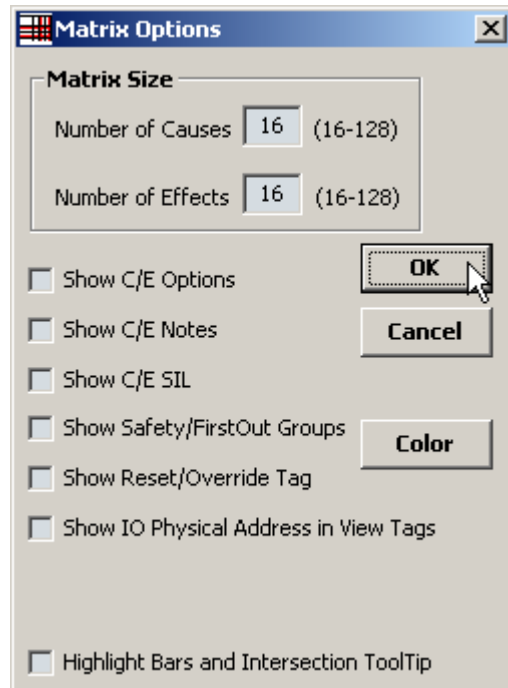 Matrix Options
Matrix Size
Number of Causes 16 (16-128)
Number of Effects 16 (16-128)
Show C/E Options
OK
Show C/E Notes
Cancel
Show C/E SIL
Show Safety/FirstOut Groups
Color
Show Reset/Override Tag
Show IO Physical Address in View Tags
Highlight Bars and Intersection ToolTip